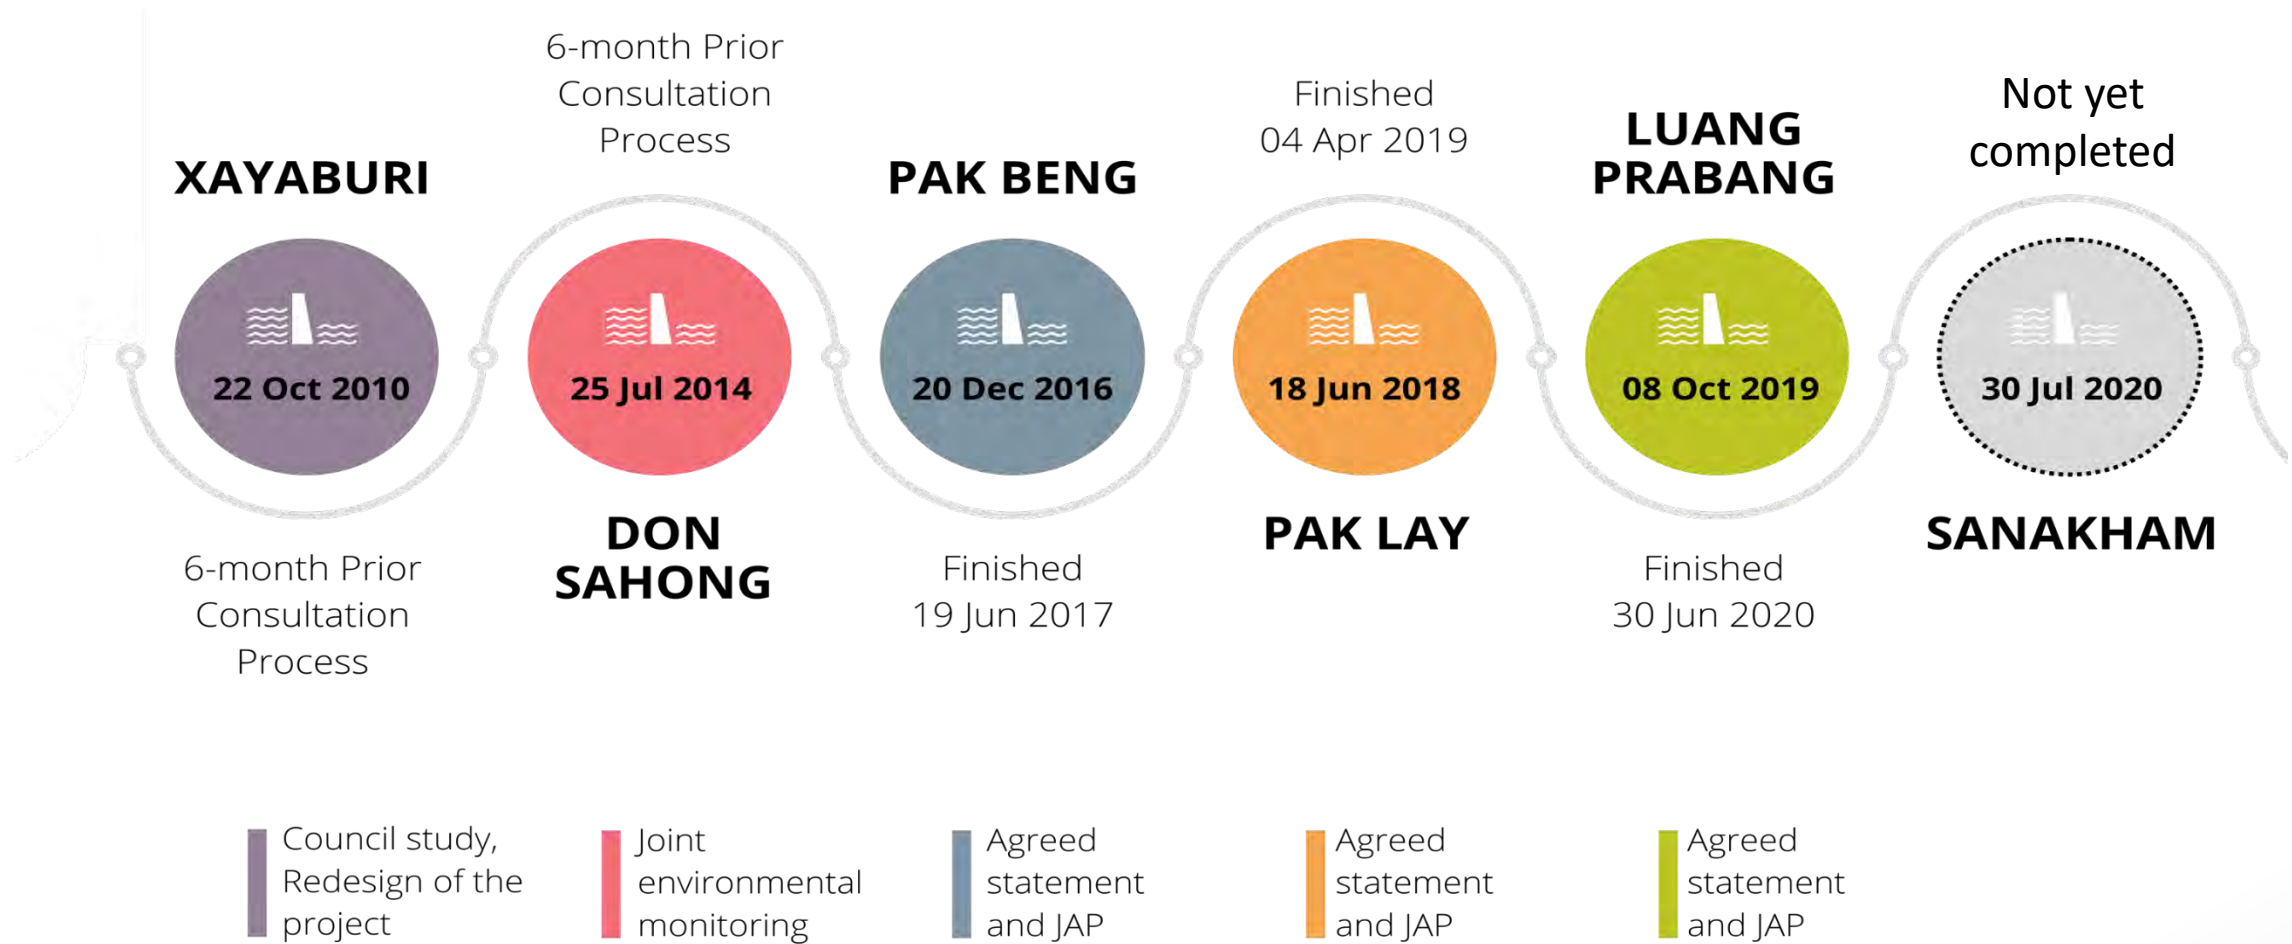 XAYABURI
22 Oct 2010
6-month Prior
Consultation
Process
6-month Prior
Consultation
Process
25 Jul 2014
DON
SAHONG
PAK BENG
20 Dec 2016
Finished
19 Jun 2017
Finished
04 Apr 2019
18 Jun 2018
PAK LAY
LUANG
PRABANG
08 Oct 2019
Finished
30 Jun 2020
Not yet
completed
30 Jul 2020
SANAKHAM
Council study,
Redesign of the
project
Joint
environmental
monitoring
Agreed
statement
and JAP
Agreed
statement
and JAP
Agreed
statement
and JAP